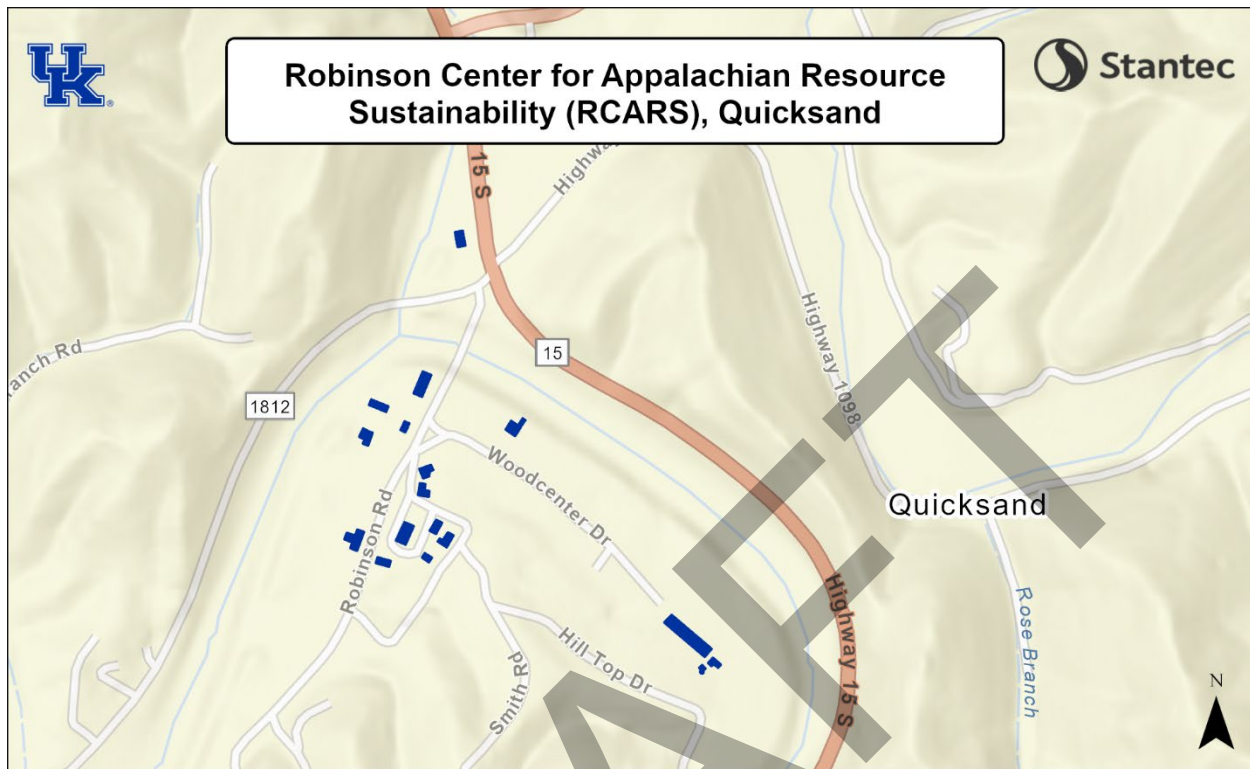 UK
Robinson Center for Appalachian Resource
Sustainability (RCARS), Quicksand
Stantec
15 S
Highway
anch Rd
15
1812
Highway 1098
Woodcenter Dr
Quicksand
Robinson Rd
Highway 15 S
Hill Top Dr
Smith Rd
Rose Branch
N